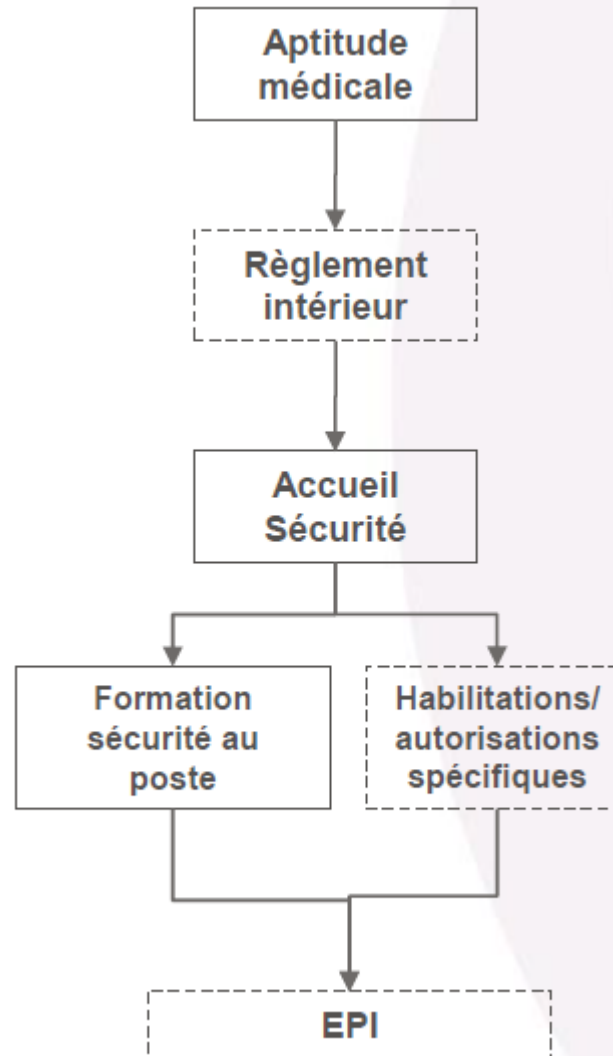 Aptitude
médicale
Règlement
intérieur
Accueil
Sécurité
Formation
sécurité au
poste
Habilitations/
autorisations
spécifiques
EPI